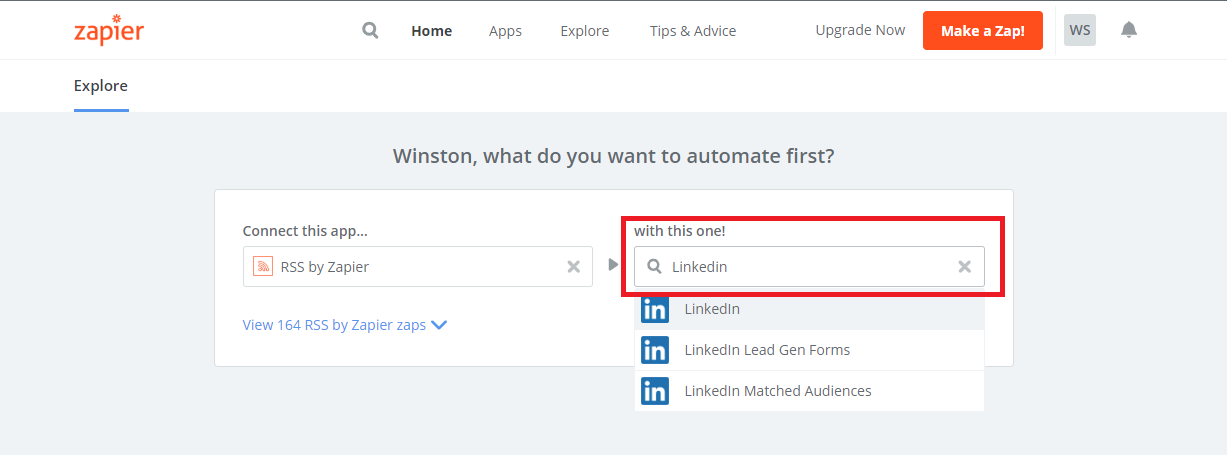 zapier Home Apps Explore Tips & Advice Upgrade Now Make a Zap! WS
Explore
Winston, what do you want to automate first?
Connect this app... with this one!
RSS by Zapier Linkedin
in LinkedIn
View 164 RSS by Zapier zaps
in LinkedIn Lead Gen Forms
in LinkedIn Matched Audiences